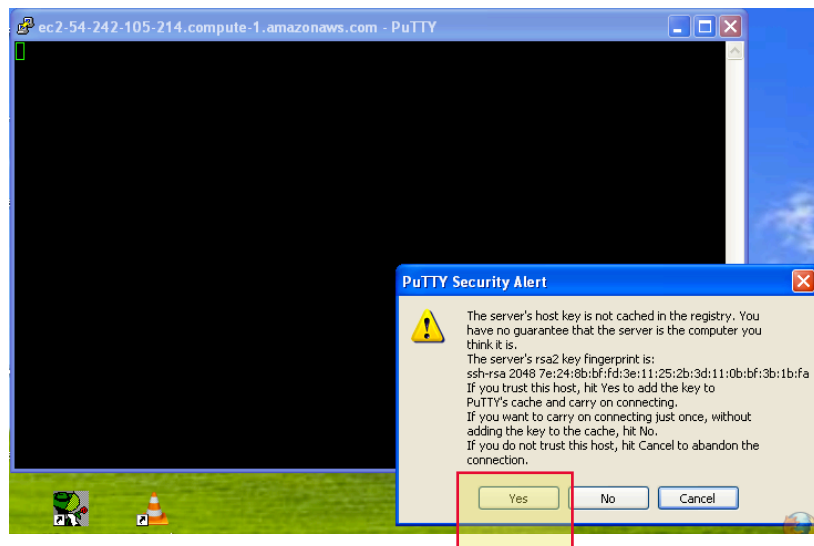 ec2-54-242-105-214.compute-1.amazonaws.com - PuTTY
PuTTY Security Alert
The server's host key is not cached in the registry. You
have no guarantee that the server is the computer you
think it is.
The server's rsa2 key fingerprint is:
ssh-rsa 2048 7e:24:8b:bf:fd:3e:11:25:2b:3d:11:0b:bf:3b:1b:fa
If you trust this host, hit Yes to add the key to
PuTTY's cache and carry on connecting.
If you want to carry on connecting just once, without
adding the key to the cache, hit No.
If you do not trust this host, hit Cancel to abandon the
connection.
Yes No Cancel